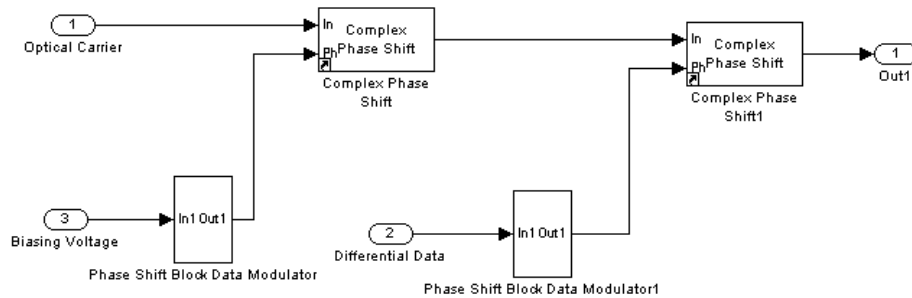 1
Optical Carrier
In
Ph
Complex
Phase Shift
Complex Phase
Shift
In
Ph
Complex
Phase Shift
Complex Phase
Shift1
1
Out1
3
Biasing Voltage
In1 Out1
Phase Shift Block Data Modulator
2
Differential Data
In1 Out1
Phase Shift Block Data Modulator1